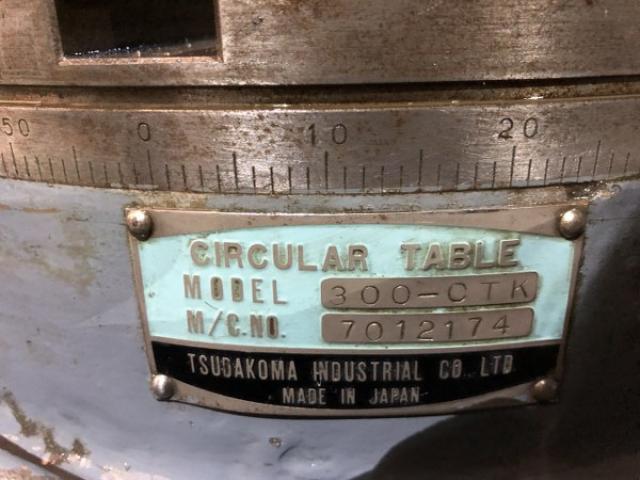 50 0 10 20
CIRCULAR TABLE
MODEL 300-CTK
M/C.NO. 7012174
TSUDAKOMA INDUSTRIAL CO. LTD.
MADE IN JAPAN